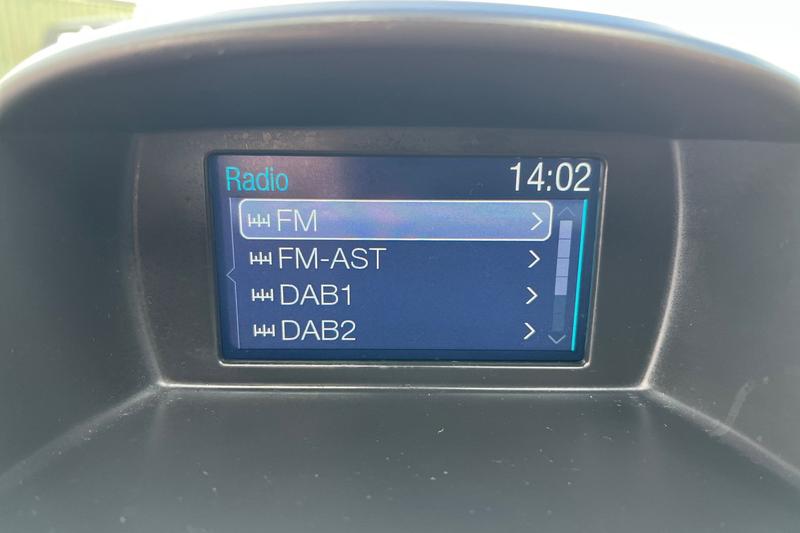 Radio 14:02
FM
FM-AST
DAB1
DAB2